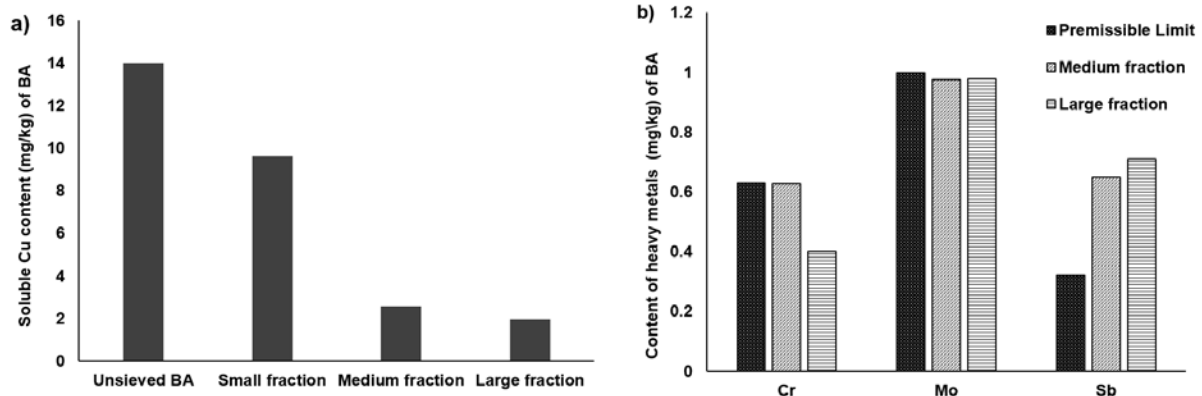 a)
Soluble Cu content (mg/kg) of BA
16
14
12
10
8
6
4
2
0
Unsieved BA Small fraction Medium fraction Large fraction
b)
Content of heavy metals (mg\kg) of BA
1.2
1
0.8
0.6
0.4
0.2
0
Cr Mo Sb
Premissible Limit
Medium fraction
Large fraction